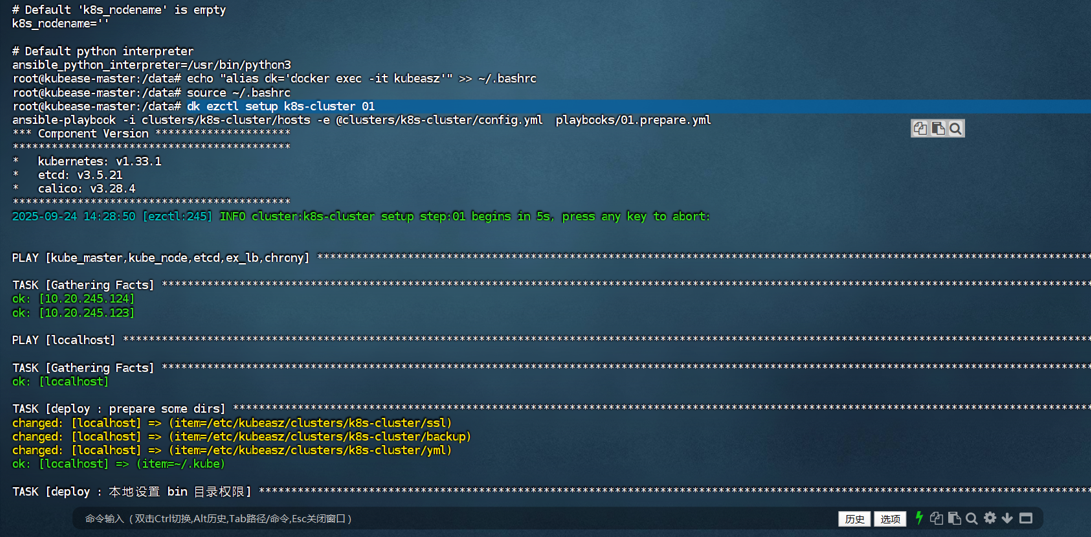 # Default 'k8s_nodename' is empty
k8s_nodename=''
# Default python interpreter
ansible_python_interpreter=/usr/bin/python3
root@kubease-master:/data# echo "alias dk='docker exec -it kubeasz'" >> ~/.bashrc
root@kubease-master:/data# source ~/.bashrc
root@kubease-master:/data# dk ezctl setup k8s-cluster 01
ansible-playbook -i clusters/k8s-cluster/hosts -e @clusters/k8s-cluster/config.yml  playbooks/01.prepare.yml
*** Component Version *********************
*******************************************
*   kubernetes: v1.33.1
*   etcd: v3.5.21
*   calico: v3.28.4
*******************************************
2025-09-24 14:28:50 [ezctl:245] INFO cluster:k8s-cluster setup step:01 begins in 5s, press any key to abort:
PLAY [kube_master,kube_node,etcd,ex_lb,chrony] ************************************************************************************************************************
TASK [Gathering Facts] ************************************************************************************************************************************************
ok: [10.20.245.124]
ok: [10.20.245.123]
PLAY [localhost] ******************************************************************************************************************************************************
TASK [Gathering Facts] ************************************************************************************************************************************************
ok: [localhost]
TASK [deploy : prepare some dirs] *************************************************************************************************************************************
changed: [localhost] => (item=/etc/kubeasz/clusters/k8s-cluster/ssl)
changed: [localhost] => (item=/etc/kubeasz/clusters/k8s-cluster/backup)
changed: [localhost] => (item=/etc/kubeasz/clusters/k8s-cluster/yml)
ok: [localhost] => (item=~/.kube)
TASK [deploy : 本地设置 bin 目录权限] *********************************************************************************************************************************
命令输入 (双击Ctrl切换,Alt历史,Tab路径/命令,Esc关闭窗口)
历史 选项